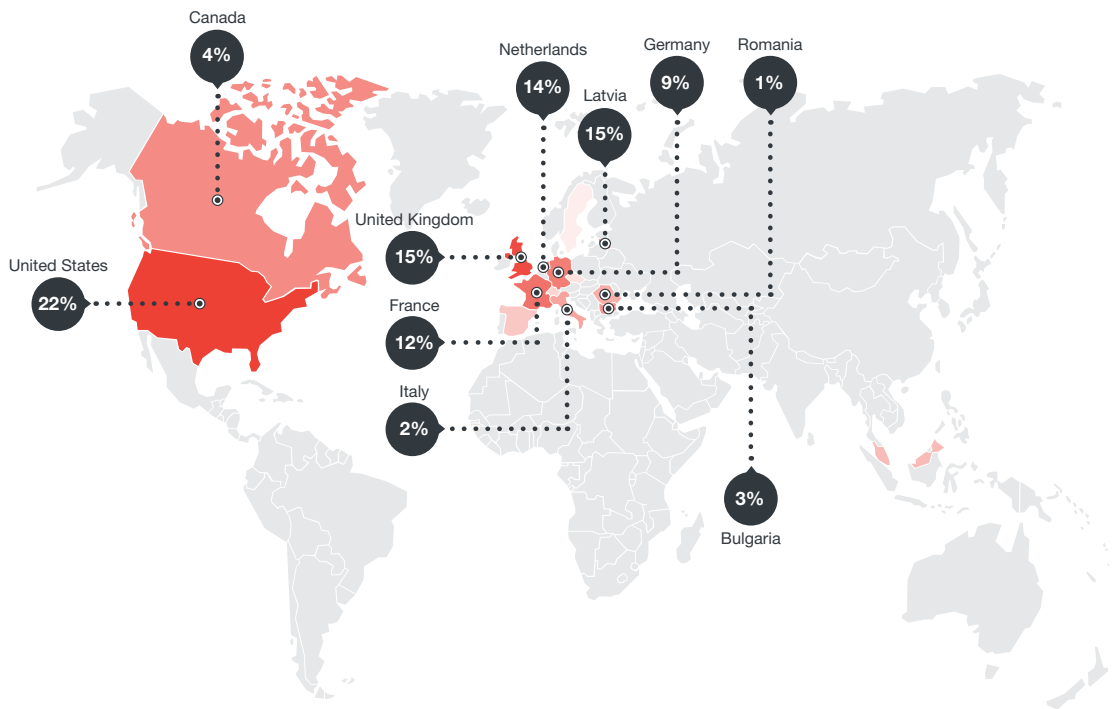 Canada
4%
Netherlands
14%
Germany
9%
Romania
1%
Latvia
15%
United Kingdom
15%
United States
22%
France
12%
Italy
2%
3%
Bulgaria